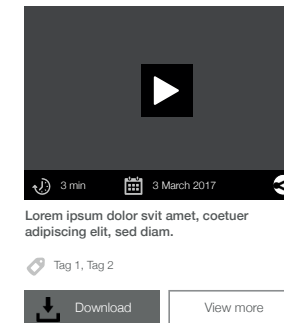 3 min 3 March 2017
Lorem ipsum dolor svit amet, coetuer
adipiscing elit, sed diam.
Tag 1, Tag 2
Download View more